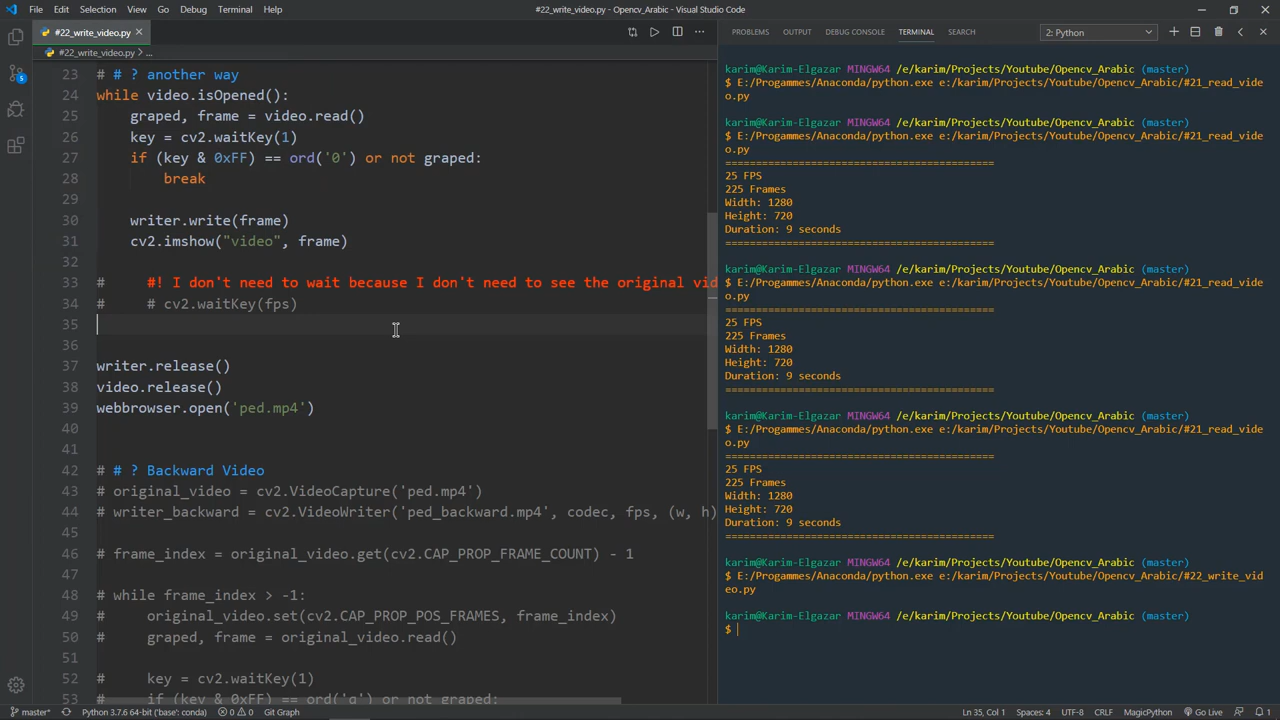 File Edit Selection View Go Debug Terminal Help
#22_write_video.py - Opencv_Arabic - Visual Studio Code
#22_write_video.py
#22_write_video.py > ...
23 # # ? another way
24 while video.isOpened():
25 graped, frame = video.read()
26 key = cv2.waitKey(1)
27 if (key & 0xFF) == ord('0') or not graped:
28 break
29
30 writer.write(frame)
31 cv2.imshow("video", frame)
32
33 # #! I don't need to wait because I don't need to see the original vid
34 # # cv2.waitKey(fps)
35
36
37 writer.release()
38 video.release()
39 webbrowser.open('ped.mp4')
40
41
42 # # ? Backward Video
43 # original_video = cv2.VideoCapture('ped.mp4')
44 # writer_backward = cv2.VideoWriter('ped_backward.mp4', codec, fps, (w, h)
45
46 # frame_index = original_video.get(cv2.CAP_PROP_FRAME_COUNT) - 1
47
48 # while frame_index > -1:
49 # original_video.set(cv2.CAP_PROP_POS_FRAMES, frame_index)
50 # graped, frame = original_video.read()
51
52 # key = cv2.waitKey(1)
53 # if (key & 0xFF) == ord('q') or not graped:
PROBLEMS OUTPUT DEBUG CONSOLE TERMINAL SEARCH
2: Python
karim@Karim-Elgazar MINGW64 /e/karim/Projects/Youtube/Opencv_Arabic (master)
$ E:/Progammes/Anaconda/python.exe e:/karim/Projects/Youtube/Opencv_Arabic/#21_read_vide
o.py
karim@Karim-Elgazar MINGW64 /e/karim/Projects/Youtube/Opencv_Arabic (master)
$ E:/Progammes/Anaconda/python.exe e:/karim/Projects/Youtube/Opencv_Arabic/#21_read_vide
o.py
===========================================
25 FPS
225 Frames
Width: 1280
Height: 720
Duration: 9 seconds
===========================================
karim@Karim-Elgazar MINGW64 /e/karim/Projects/Youtube/Opencv_Arabic (master)
$ E:/Progammes/Anaconda/python.exe e:/karim/Projects/Youtube/Opencv_Arabic/#21_read_vide
o.py
===========================================
25 FPS
225 Frames
Width: 1280
Height: 720
Duration: 9 seconds
===========================================
karim@Karim-Elgazar MINGW64 /e/karim/Projects/Youtube/Opencv_Arabic (master)
$ E:/Progammes/Anaconda/python.exe e:/karim/Projects/Youtube/Opencv_Arabic/#21_read_vide
o.py
===========================================
25 FPS
225 Frames
Width: 1280
Height: 720
Duration: 9 seconds
===========================================
karim@Karim-Elgazar MINGW64 /e/karim/Projects/Youtube/Opencv_Arabic (master)
$ E:/Progammes/Anaconda/python.exe e:/karim/Projects/Youtube/Opencv_Arabic/#22_write_vid
eo.py
karim@Karim-Elgazar MINGW64 /e/karim/Projects/Youtube/Opencv_Arabic (master)
$
5
master* Python 3.7.6 64-bit ('base': conda) 0 0 Git Graph
Ln 35, Col 1 Spaces: 4 UTF-8 CRLF MagicPython Go Live 1